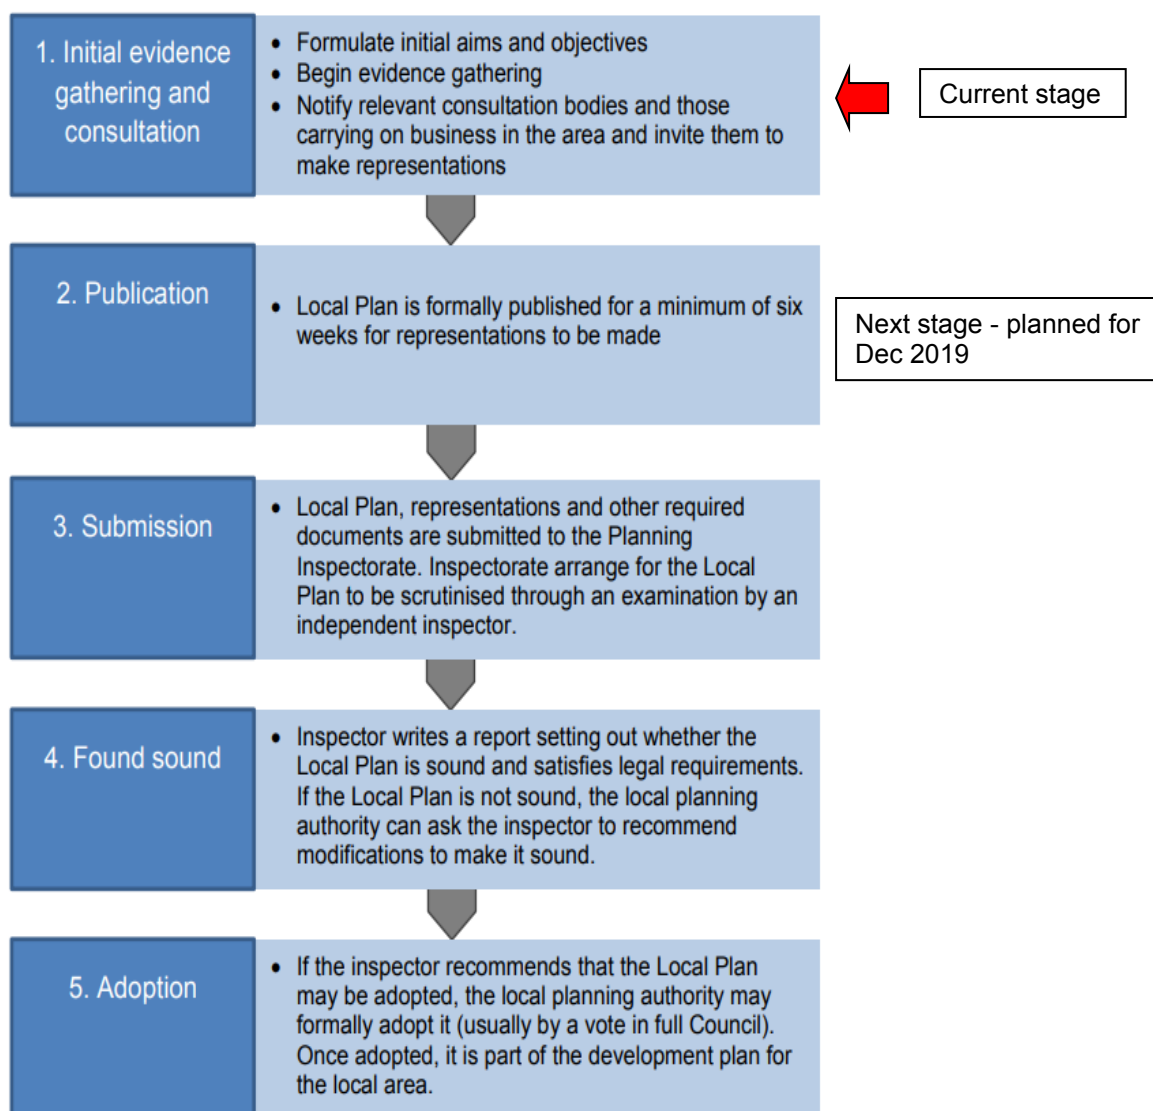 1. Initial evidence
gathering and
consultation
• Formulate initial aims and objectives
• Begin evidence gathering
• Notify relevant consultation bodies and those
carrying on business in the area and invite them to
make representations
Current stage
2. Publication
• Local Plan is formally published for a minimum of six
weeks for representations to be made
Next stage - planned for
Dec 2019
3. Submission
• Local Plan, representations and other required
documents are submitted to the Planning
Inspectorate. Inspectorate arrange for the Local
Plan to be scrutinised through an examination by an
independent inspector.
4. Found sound
• Inspector writes a report setting out whether the
Local Plan is sound and satisfies legal requirements.
If the Local Plan is not sound, the local planning
authority can ask the inspector to recommend
modifications to make it sound.
5. Adoption
• If the inspector recommends that the Local Plan
may be adopted, the local planning authority may
formally adopt it (usually by a vote in full Council).
Once adopted, it is part of the development plan for
the local area.